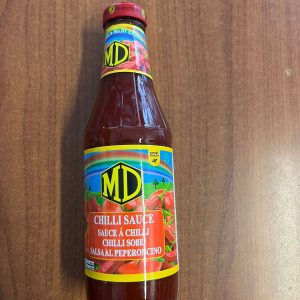 MD
MD
CHILLI SAUCE
SAUCE À CHILLI
CHILLI SOßE
SALSA AL PEPERONCINO